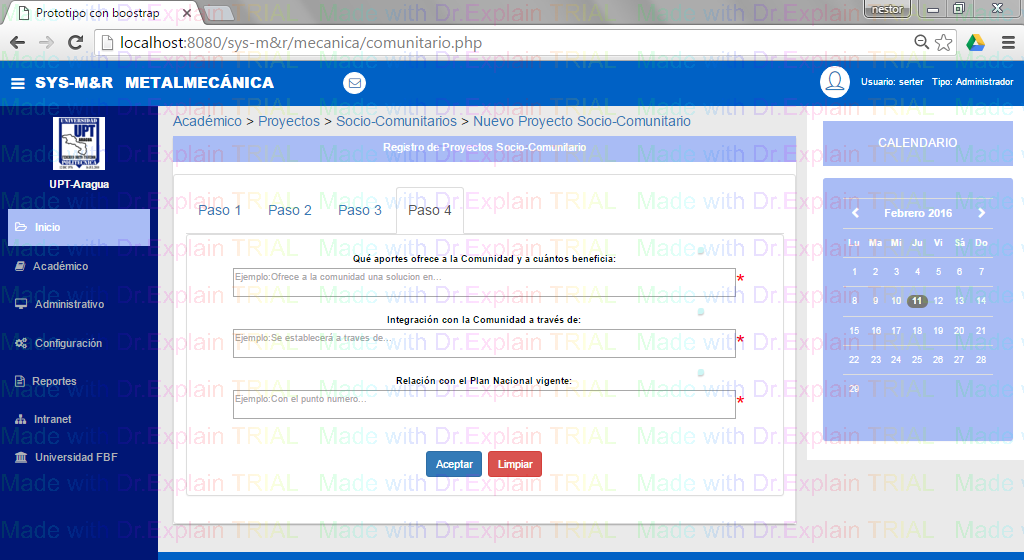 Prototipo con boostrap
nestor
localhost:8080/sys-m&r/mecanica/comunitario.php
SYS-M&R METALMECÁNICA
Usuario: serter Tipo: Administrador
UNIVERSIDAD
UPT
ARAGUA
POLITECNICA
UPT-Aragua
Inicio
Académico
Administrativo
Configuración
Reportes
Intranet
Universidad FBF
Académico > Proyectos > Socio-Comunitarios > Nuevo Proyecto Socio-Comunitario
Registro de Proyectos Socio-Comunitario
Paso 1 Paso 2 Paso 3 Paso 4
Qué aportes ofrece a la Comunidad y a cuántos beneficia:
Ejemplo:Ofrece a la comunidad una solucion en...
*
Integración con la Comunidad a través de:
Ejemplo:Se establecerá a traves de...
*
Relación con el Plan Nacional vigente:
Ejemplo:Con el punto numero...
*
Aceptar Limpiar
CALENDARIO
Febrero 2016
Lu Ma Mi Ju Vi Sá Do
1 2 3 4 5 6 7
8 9 10 11 12 13 14
15 16 17 18 19 20 21
22 23 24 25 26 27 28
29
Made with Dr.Explain TRIAL